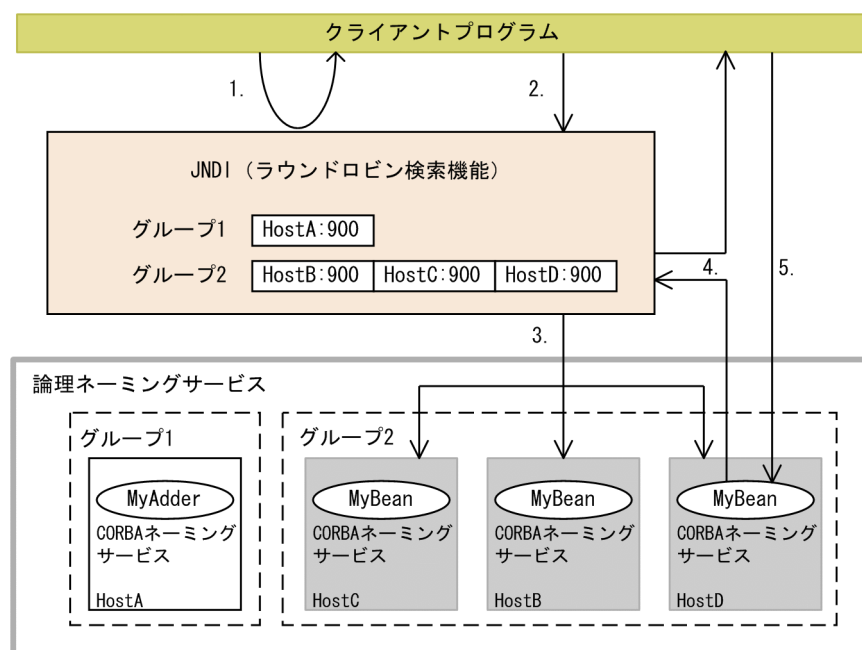 クライアントプログラム
1.
2.
JNDI（ラウンドロビン検索機能）
グループ1
HostA:900
グループ2
HostB:900
HostC:900
HostD:900
4.
5.
3.
論理ネーミングサービス
グループ1
MyAdder
CORBAネーミング
サービス
HostA
グループ2
MyBean
CORBAネーミング
サービス
HostC
MyBean
CORBAネーミング
サービス
HostB
MyBean
CORBAネーミング
サービス
HostD